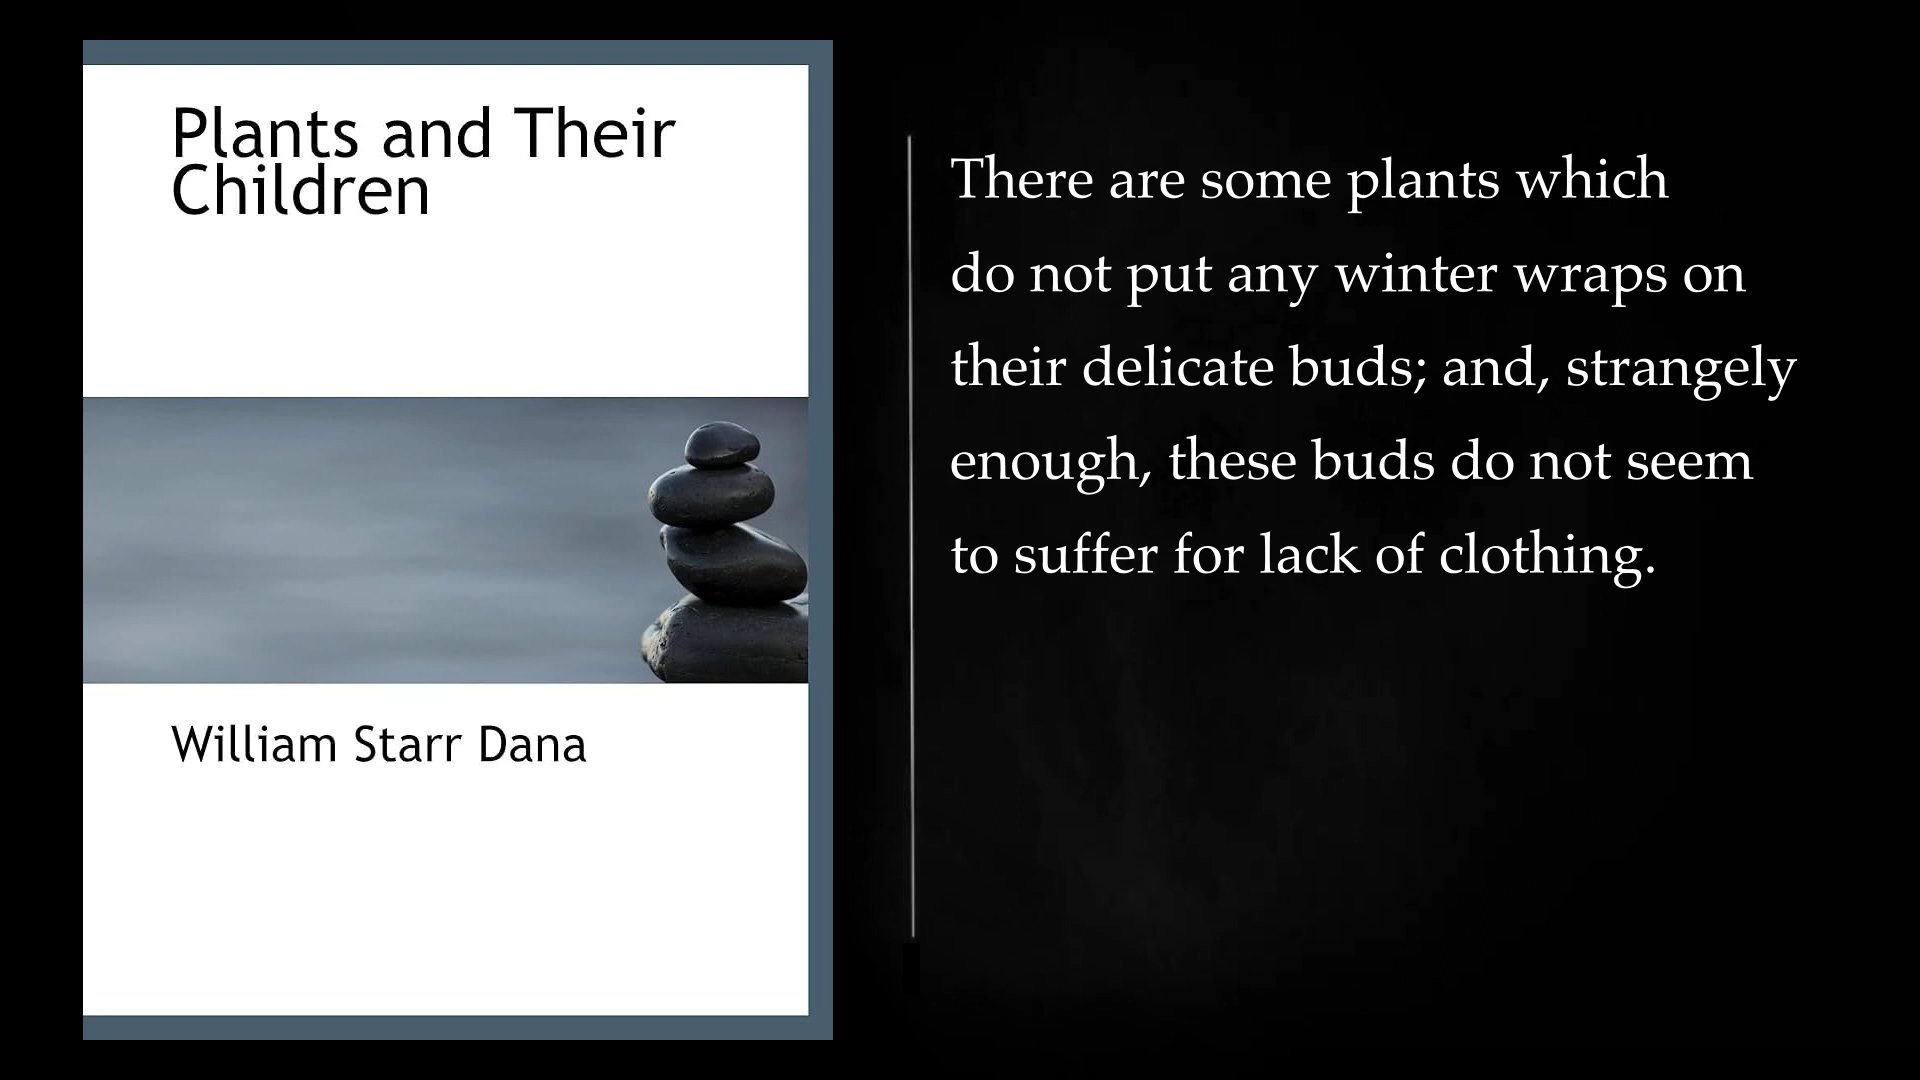 Plants and Their
Children
William Starr Dana
There are some plants which
do not put any winter wraps on
their delicate buds; and, strangely
enough, these buds do not seem
to suffer for lack of clothing.